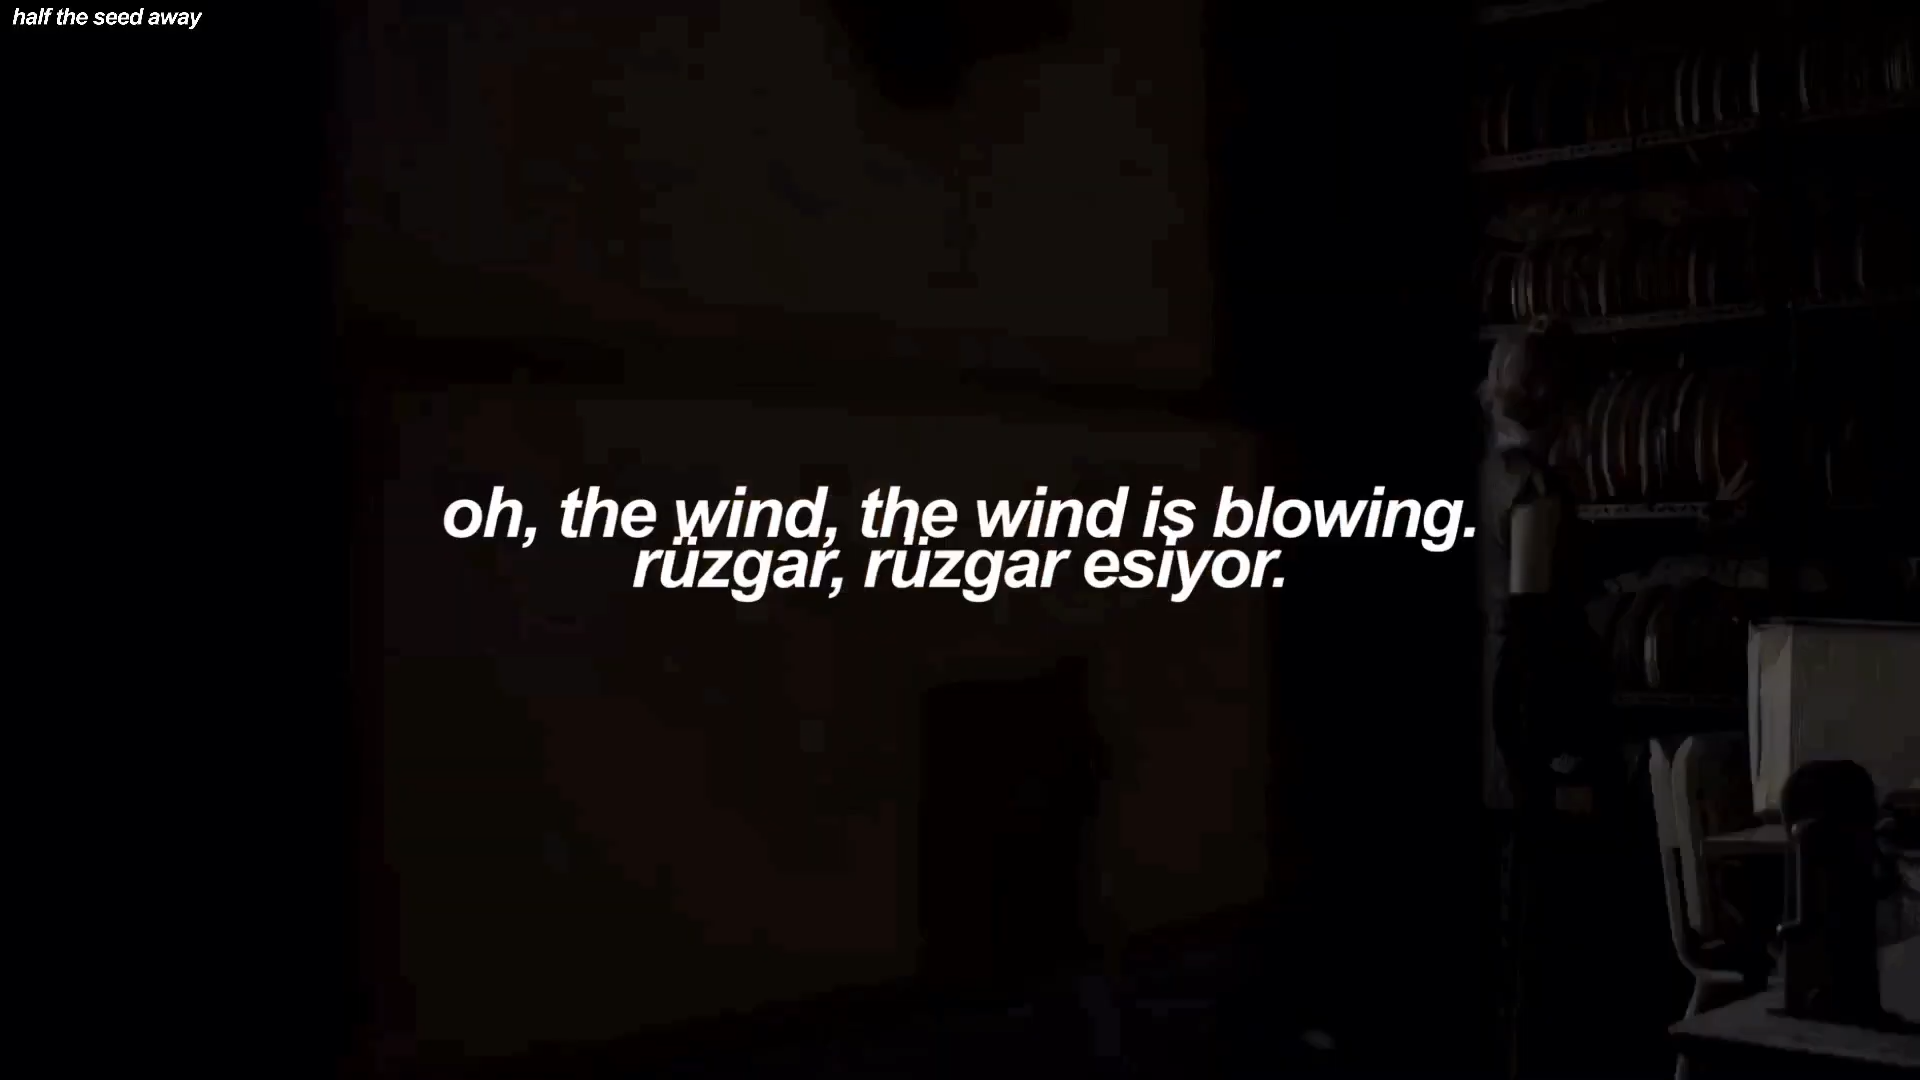 half the seed away
oh, the wind, the wind is blowing.
rüzgar, rüzgar esiyor.